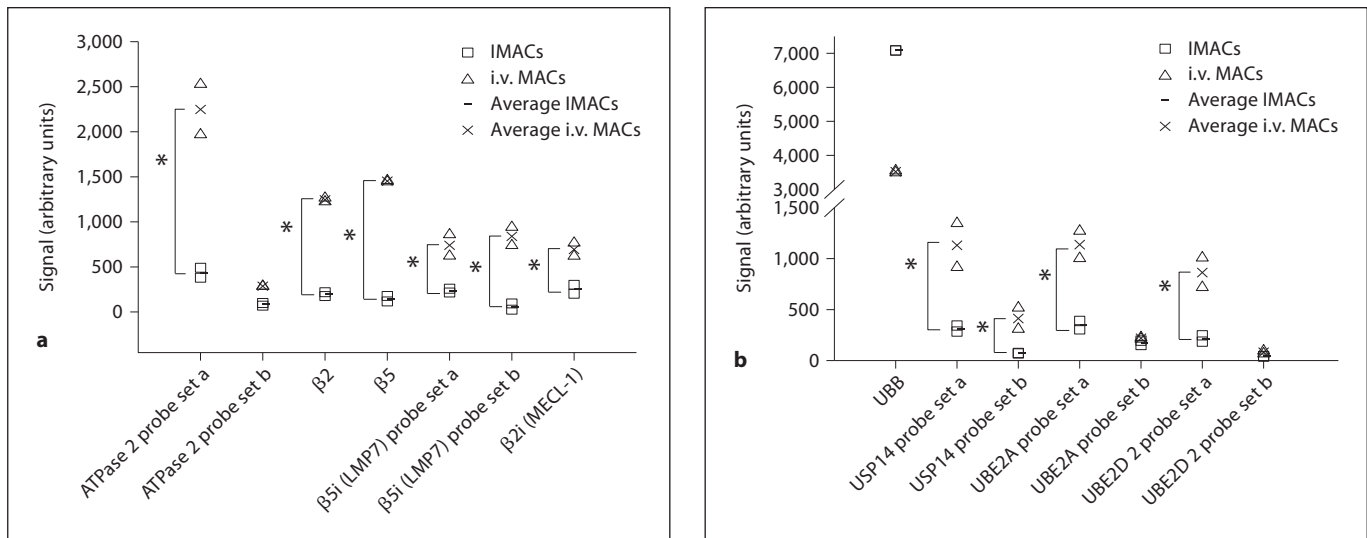 3,000
2,500
2,000
1,500
1,000
500
0
Signal (arbitrary units)
IMACs
i.v. MACs
Average IMACs
Average i.v. MACs
*
*
*
*
*
*
a
ATPase 2 probe set a
ATPase 2 probe set b
β2
β5
β5i (LMP7) probe set a
β5i (LMP7) probe set b
β2i (MECL-1)
7,000
6,000
5,000
4,000
3,000
1,500
1,000
500
0
Signal (arbitrary units)
IMACs
i.v. MACs
Average IMACs
Average i.v. MACs
*
*
*
*
b
UBB
USP14 probe set a
USP14 probe set b
UBE2A probe set a
UBE2A probe set b
UBE2D 2 probe set a
UBE2D 2 probe set b